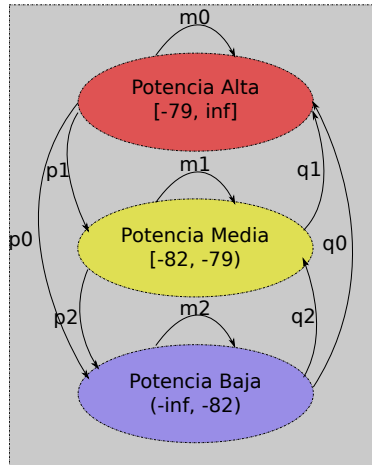 m0
Potencia Alta
[-79, inf]
p1
m1
q1
Potencia Media
[-82, -79)
p0
q0
p2
m2
q2
Potencia Baja
(-inf, -82)